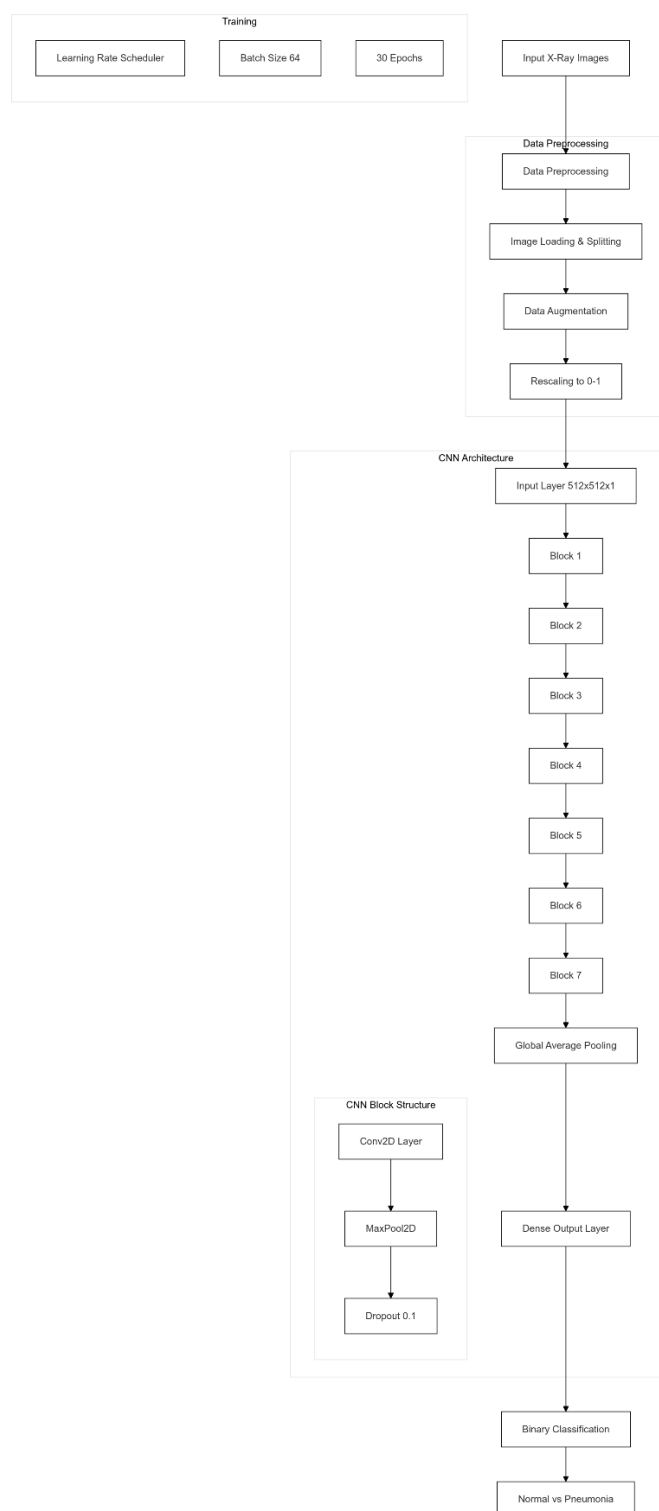 Training
Learning Rate Scheduler
Batch Size 64
30 Epochs
Input X-Ray Images
Data Preprocessing
Data Preprocessing
Image Loading & Splitting
Data Augmentation
Rescaling to 0-1
CNN Architecture
Input Layer 512x512x1
Block 1
Block 2
Block 3
Block 4
Block 5
Block 6
Block 7
Global Average Pooling
CNN Block Structure
Conv2D Layer
MaxPool2D
Dropout 0.1
Dense Output Layer
Binary Classification
Normal vs Pneumonia